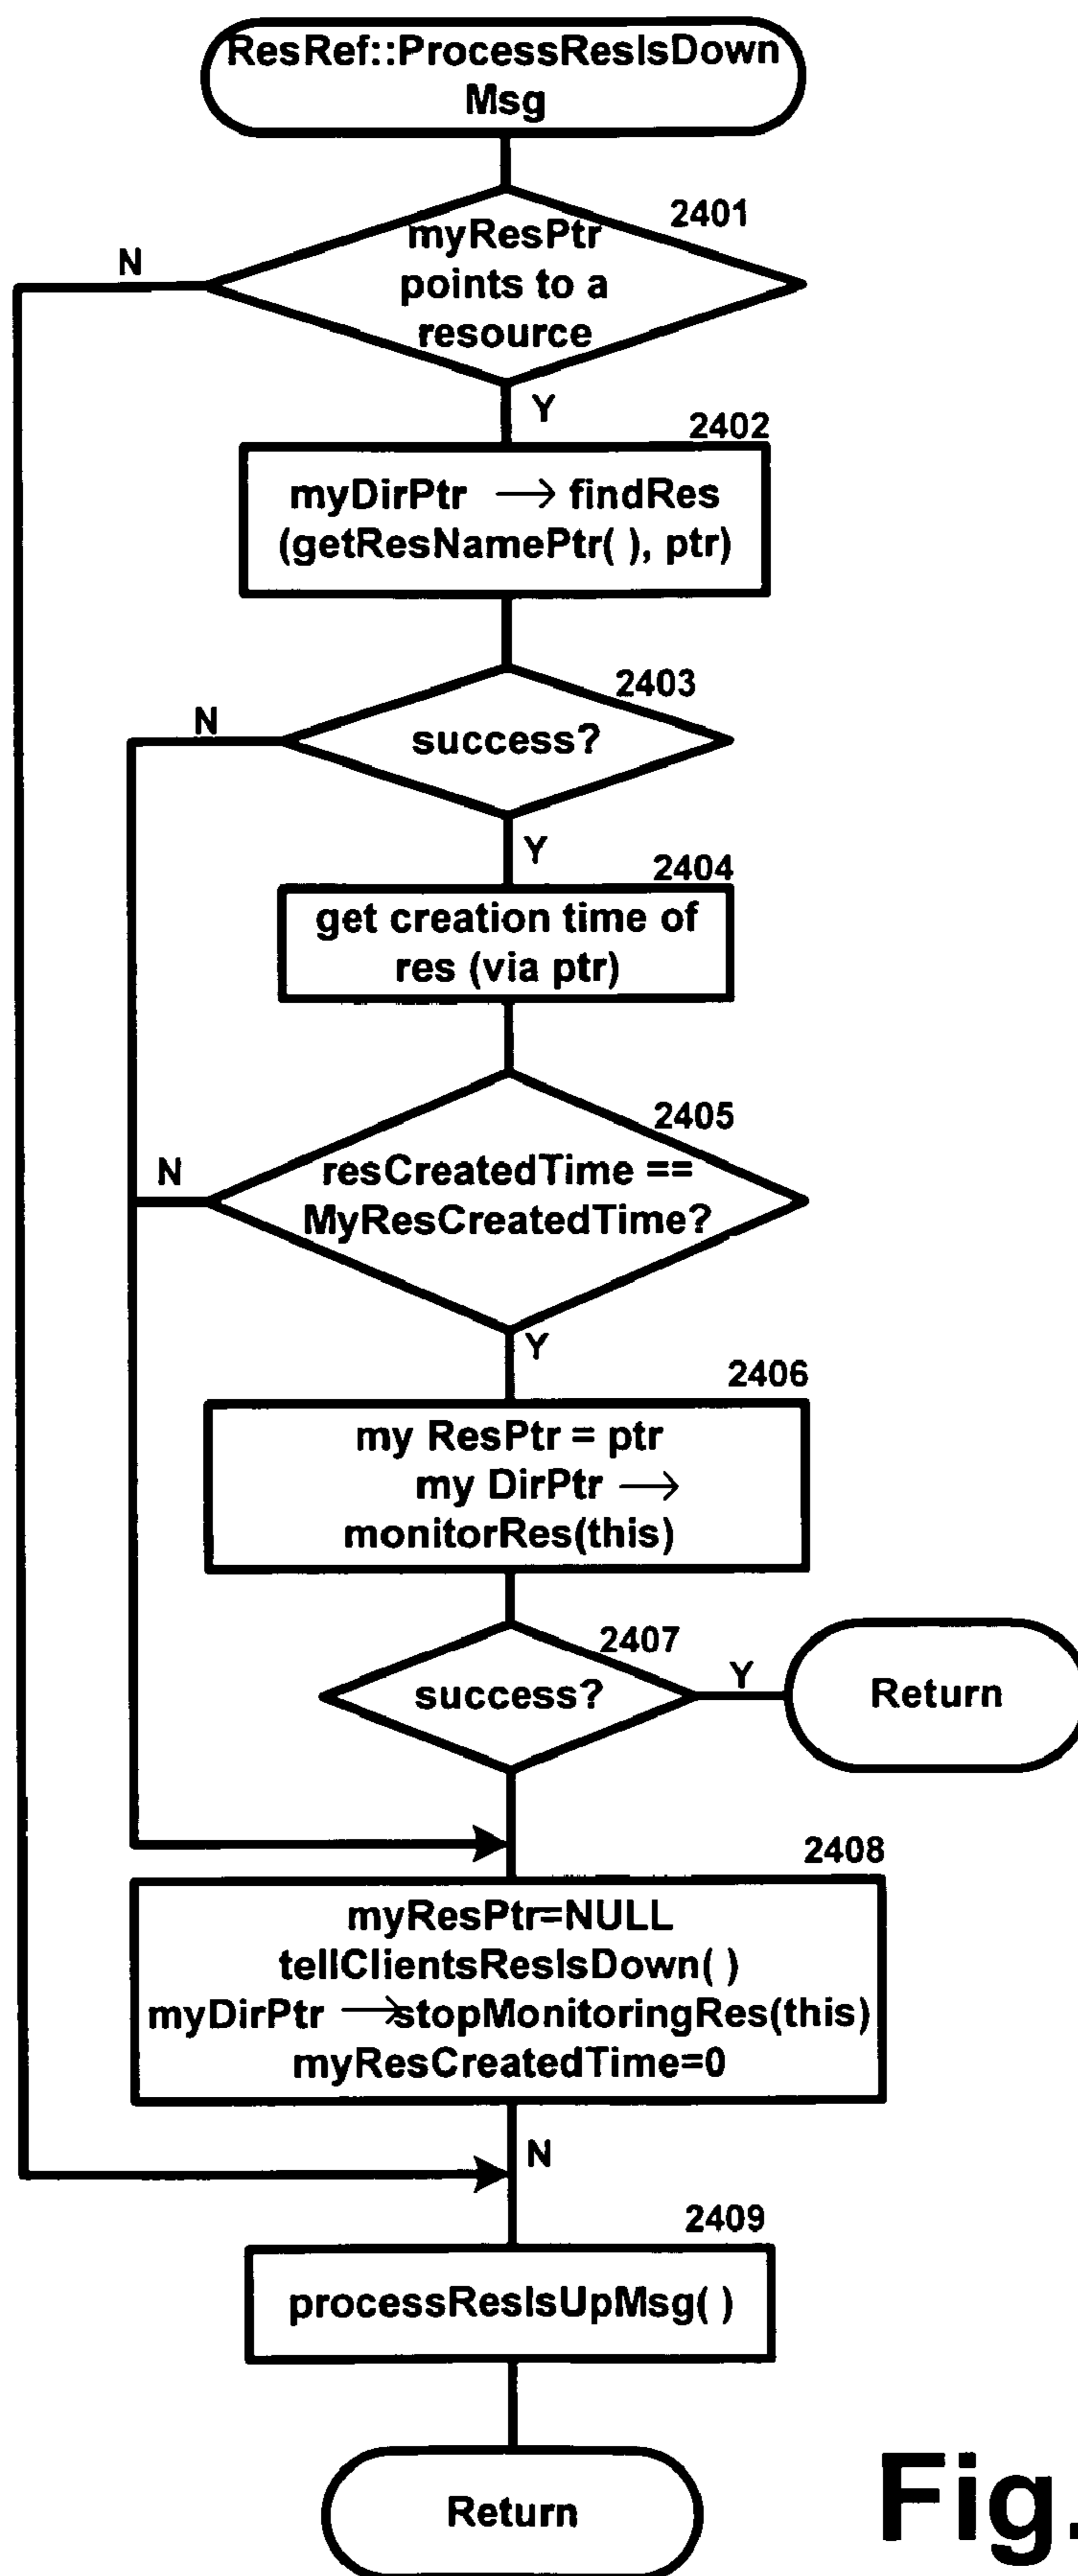 ResRef::ProcessResIsDown
Msg
2401
myResPtr
points to a
resource
N
Y
2402
myDirPtr → findRes
(getResNamePtr( ), ptr)
2403
N
success?
Y
2404
get creation time of
res (via ptr)
2405
N
resCreatedTime ==
MyResCreatedTime?
Y
2406
my ResPtr = ptr
my DirPtr →
monitorRes(this)
2407
success?
Y
Return
2408
myResPtr=NULL
tellClientsResIsDown( )
myDirPtr →stopMonitoringRes(this)
myResCreatedTime=0
N
2409
processResIsUpMsg( )
Return
Fig.